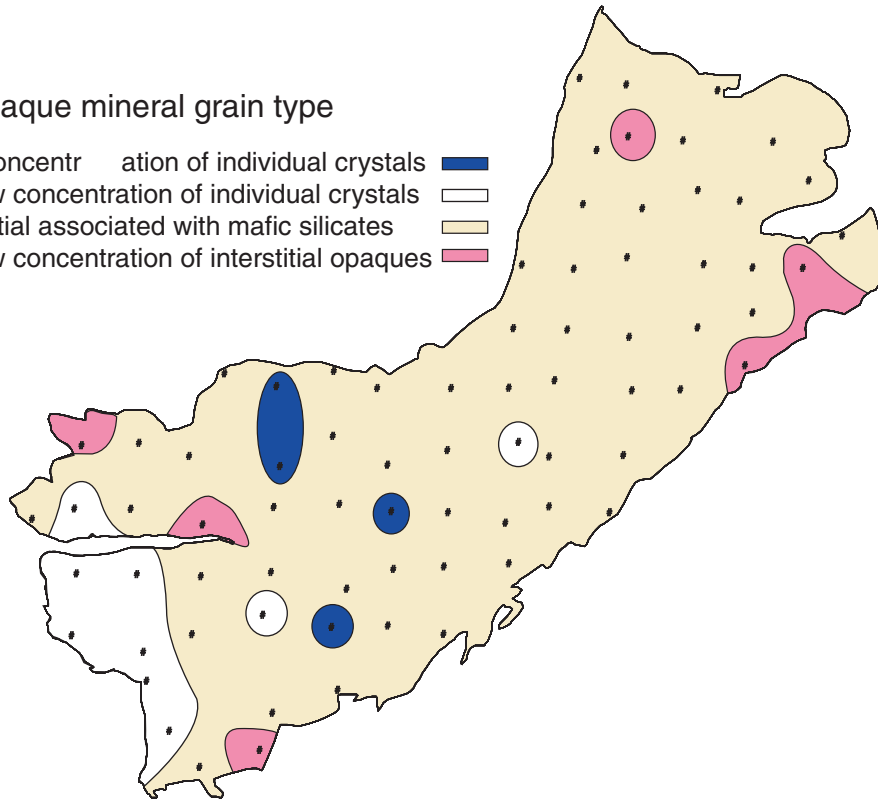 aque mineral grain type
oncentr ation of individual crystals
w concentration of individual crystals
tial associated with mafic silicates
w concentration of interstitial opaques